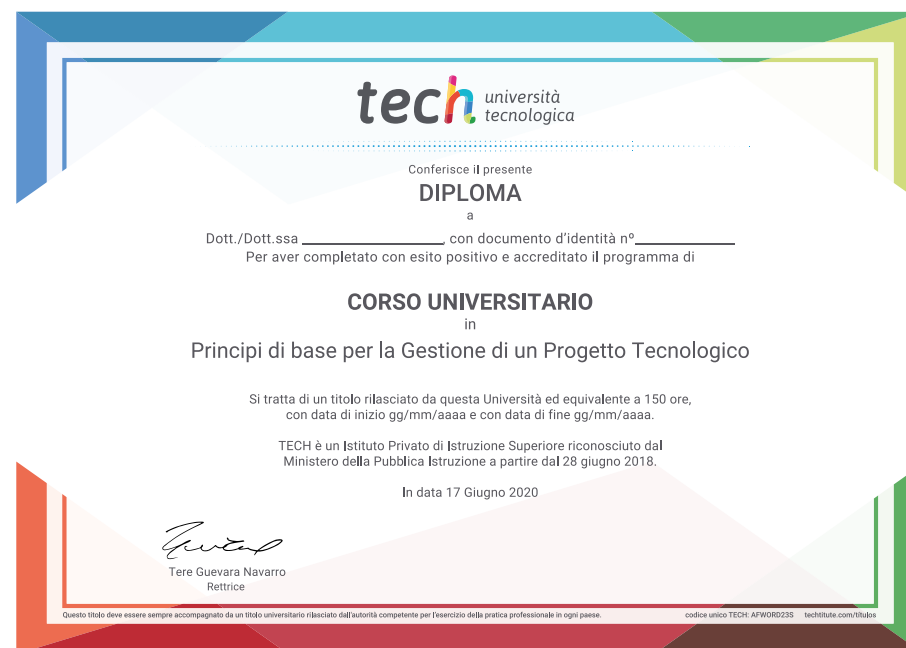 tech università
tecnologica
Conferisce il presente
DIPLOMA
a
Dott./Dott.ssa ____________________, con documento d'identità nº______________
Per aver completato con esito positivo e accreditato il programma di
CORSO UNIVERSITARIO
in
Principi di base per la Gestione di un Progetto Tecnologico
Si tratta di un titolo rilasciato da questa Università ed equivalente a 150 ore,
con data di inizio gg/mm/aaaa e con data di fine gg/mm/aaaa.
TECH è un Istituto Privato di Istruzione Superiore riconosciuto dal
Ministero della Pubblica Istruzione a partire dal 28 giugno 2018.
In data 17 Giugno 2020
Tere Guevara Navarro
Rettrice
Questo titolo deve essere sempre accompagnato da un titolo universitario rilasciato dall'autorità competente per l'esercizio della pratica professionale in ogni paese. codice unico TECH: AFWORD23S techtitute.com/titulos